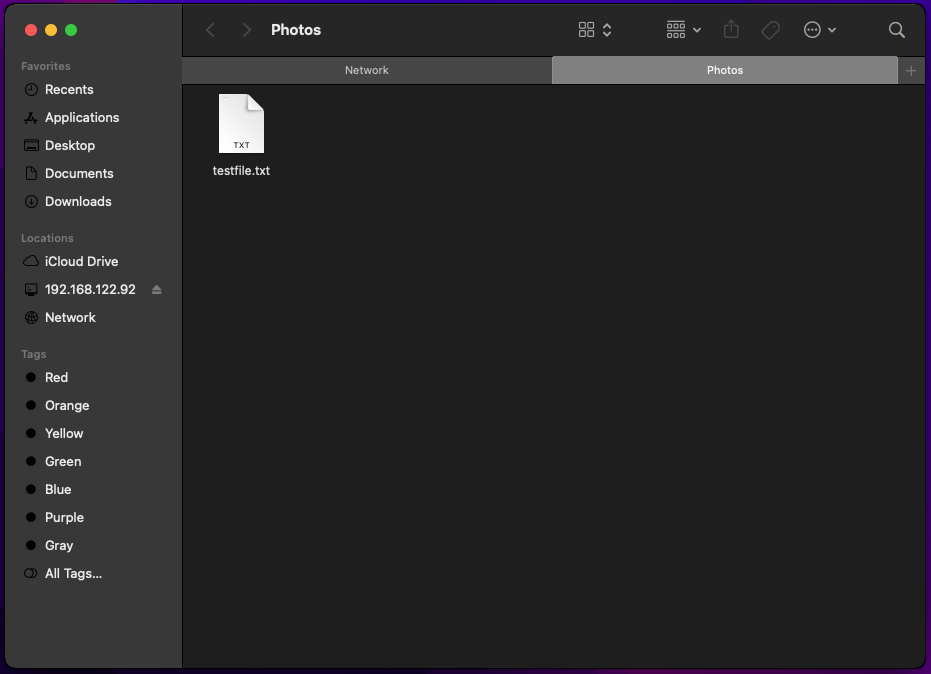 Photos
Favorites
Recents
Applications
Desktop
Documents
Downloads
Locations
iCloud Drive
192.168.122.92
Network
Tags
Red
Orange
Yellow
Green
Blue
Purple
Gray
All Tags...
Network
Photos
TXT
testfile.txt